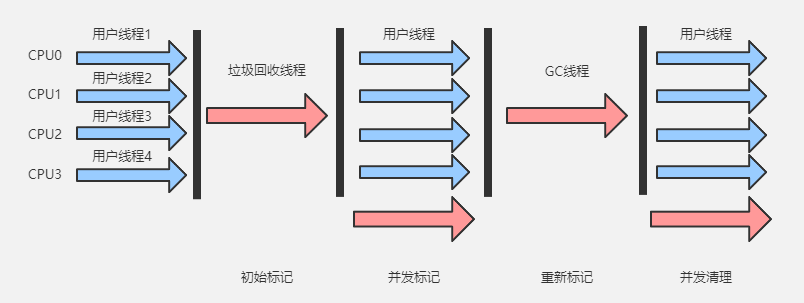 用户线程1
用户线程
用户线程
CPU0
垃圾回收线程
GC线程
用户线程2
CPU1
用户线程3
CPU2
用户线程4
CPU3
初始标记
并发标记
重新标记
并发清理